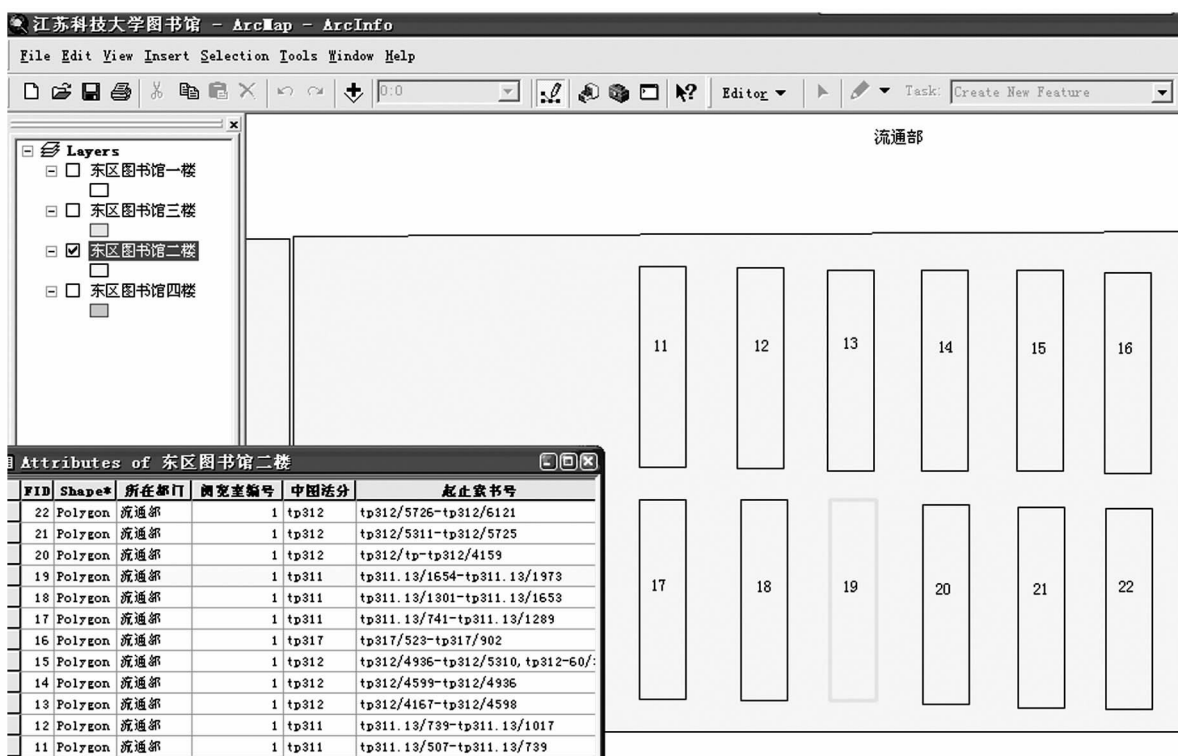 江苏科技大学图书馆 - ArcMap - ArcInfo
File Edit View Insert Selection Tools Window Help
0:0 Editor Task: Create New Feature
Layers
东区图书馆一楼
东区图书馆三楼
东区图书馆二楼
东区图书馆四楼
流通部
11 12 13 14 15 16
17 18 19 20 21 22
Attributes of 东区图书馆二楼
FID Shape* 所在部门 阅览室编号 中图法分 起止索书号
22 Polygon 流通部 1 tp312 tp312/5726-tp312/6121
21 Polygon 流通部 1 tp312 tp312/5311-tp312/5725
20 Polygon 流通部 1 tp312 tp312/tp-tp312/4159
19 Polygon 流通部 1 tp311 tp311.13/1654-tp311.13/1973
18 Polygon 流通部 1 tp311 tp311.13/1301-tp311.13/1653
17 Polygon 流通部 1 tp311 tp311.13/741-tp311.13/1289
16 Polygon 流通部 1 tp317 tp317/523-tp317/902
15 Polygon 流通部 1 tp312 tp312/4936-tp312/5310, tp312-60/
14 Polygon 流通部 1 tp312 tp312/4599-tp312/4936
13 Polygon 流通部 1 tp312 tp312/4167-tp312/4598
12 Polygon 流通部 1 tp311 tp311.13/739-tp311.13/1017
11 Polygon 流通部 1 tp311 tp311.13/507-tp311.13/739